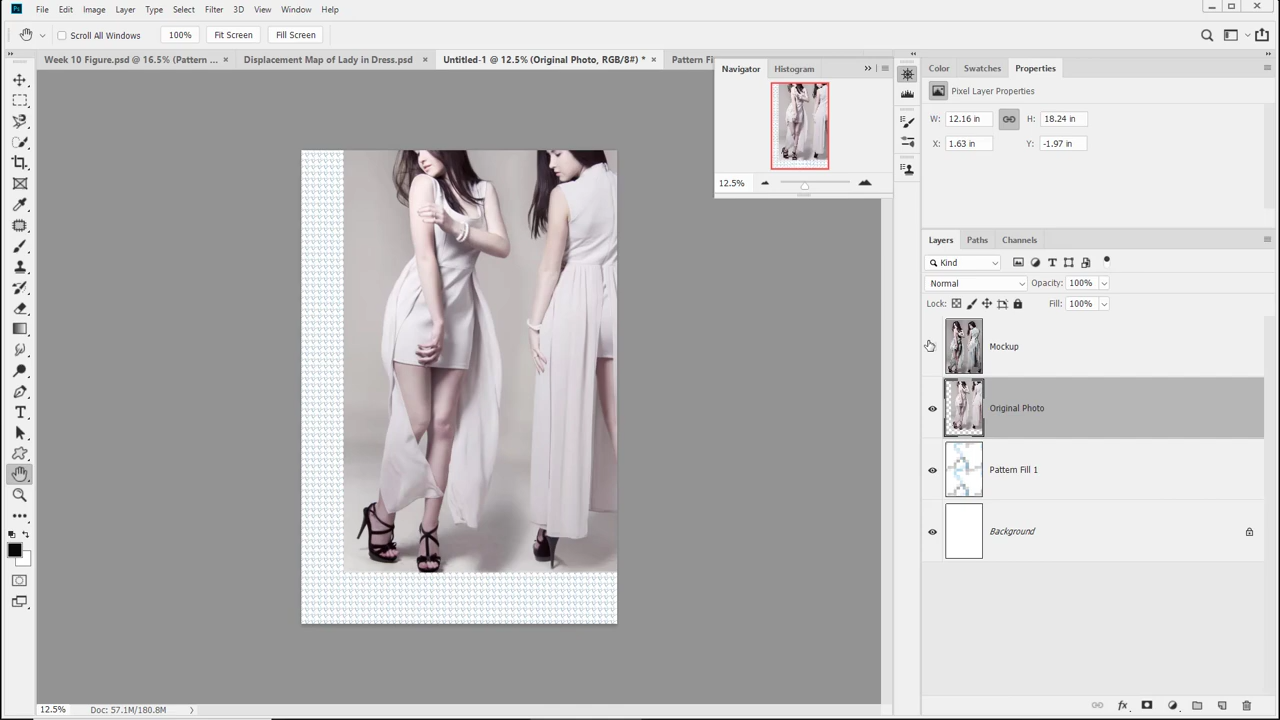 Ps File Edit Image Layer Type Select Filter 3D View Window Help
Scroll All Windows 100% Fit Screen Fill Screen
Week 10 Figure.psd @ 16.5% (Pattern ... × Displacement Map of Lady in Dress.psd × Untitled-1 @ 12.5% (Original Photo, RGB/8#) * × Pattern Fi
Navigator Histogram
12.5%
Color Swatches Properties
Pixel Layer Properties
W: 12.16 in H: 18.24 in
X: 1.63 in Y: -1.97 in
Layers Paths Channels
Kind
Normal Opacity: 100%
Lock: Fill: 100%
Mockup
Original Photo
Pattern Fill 1
Background
12.5% Doc: 57.1M/180.8M